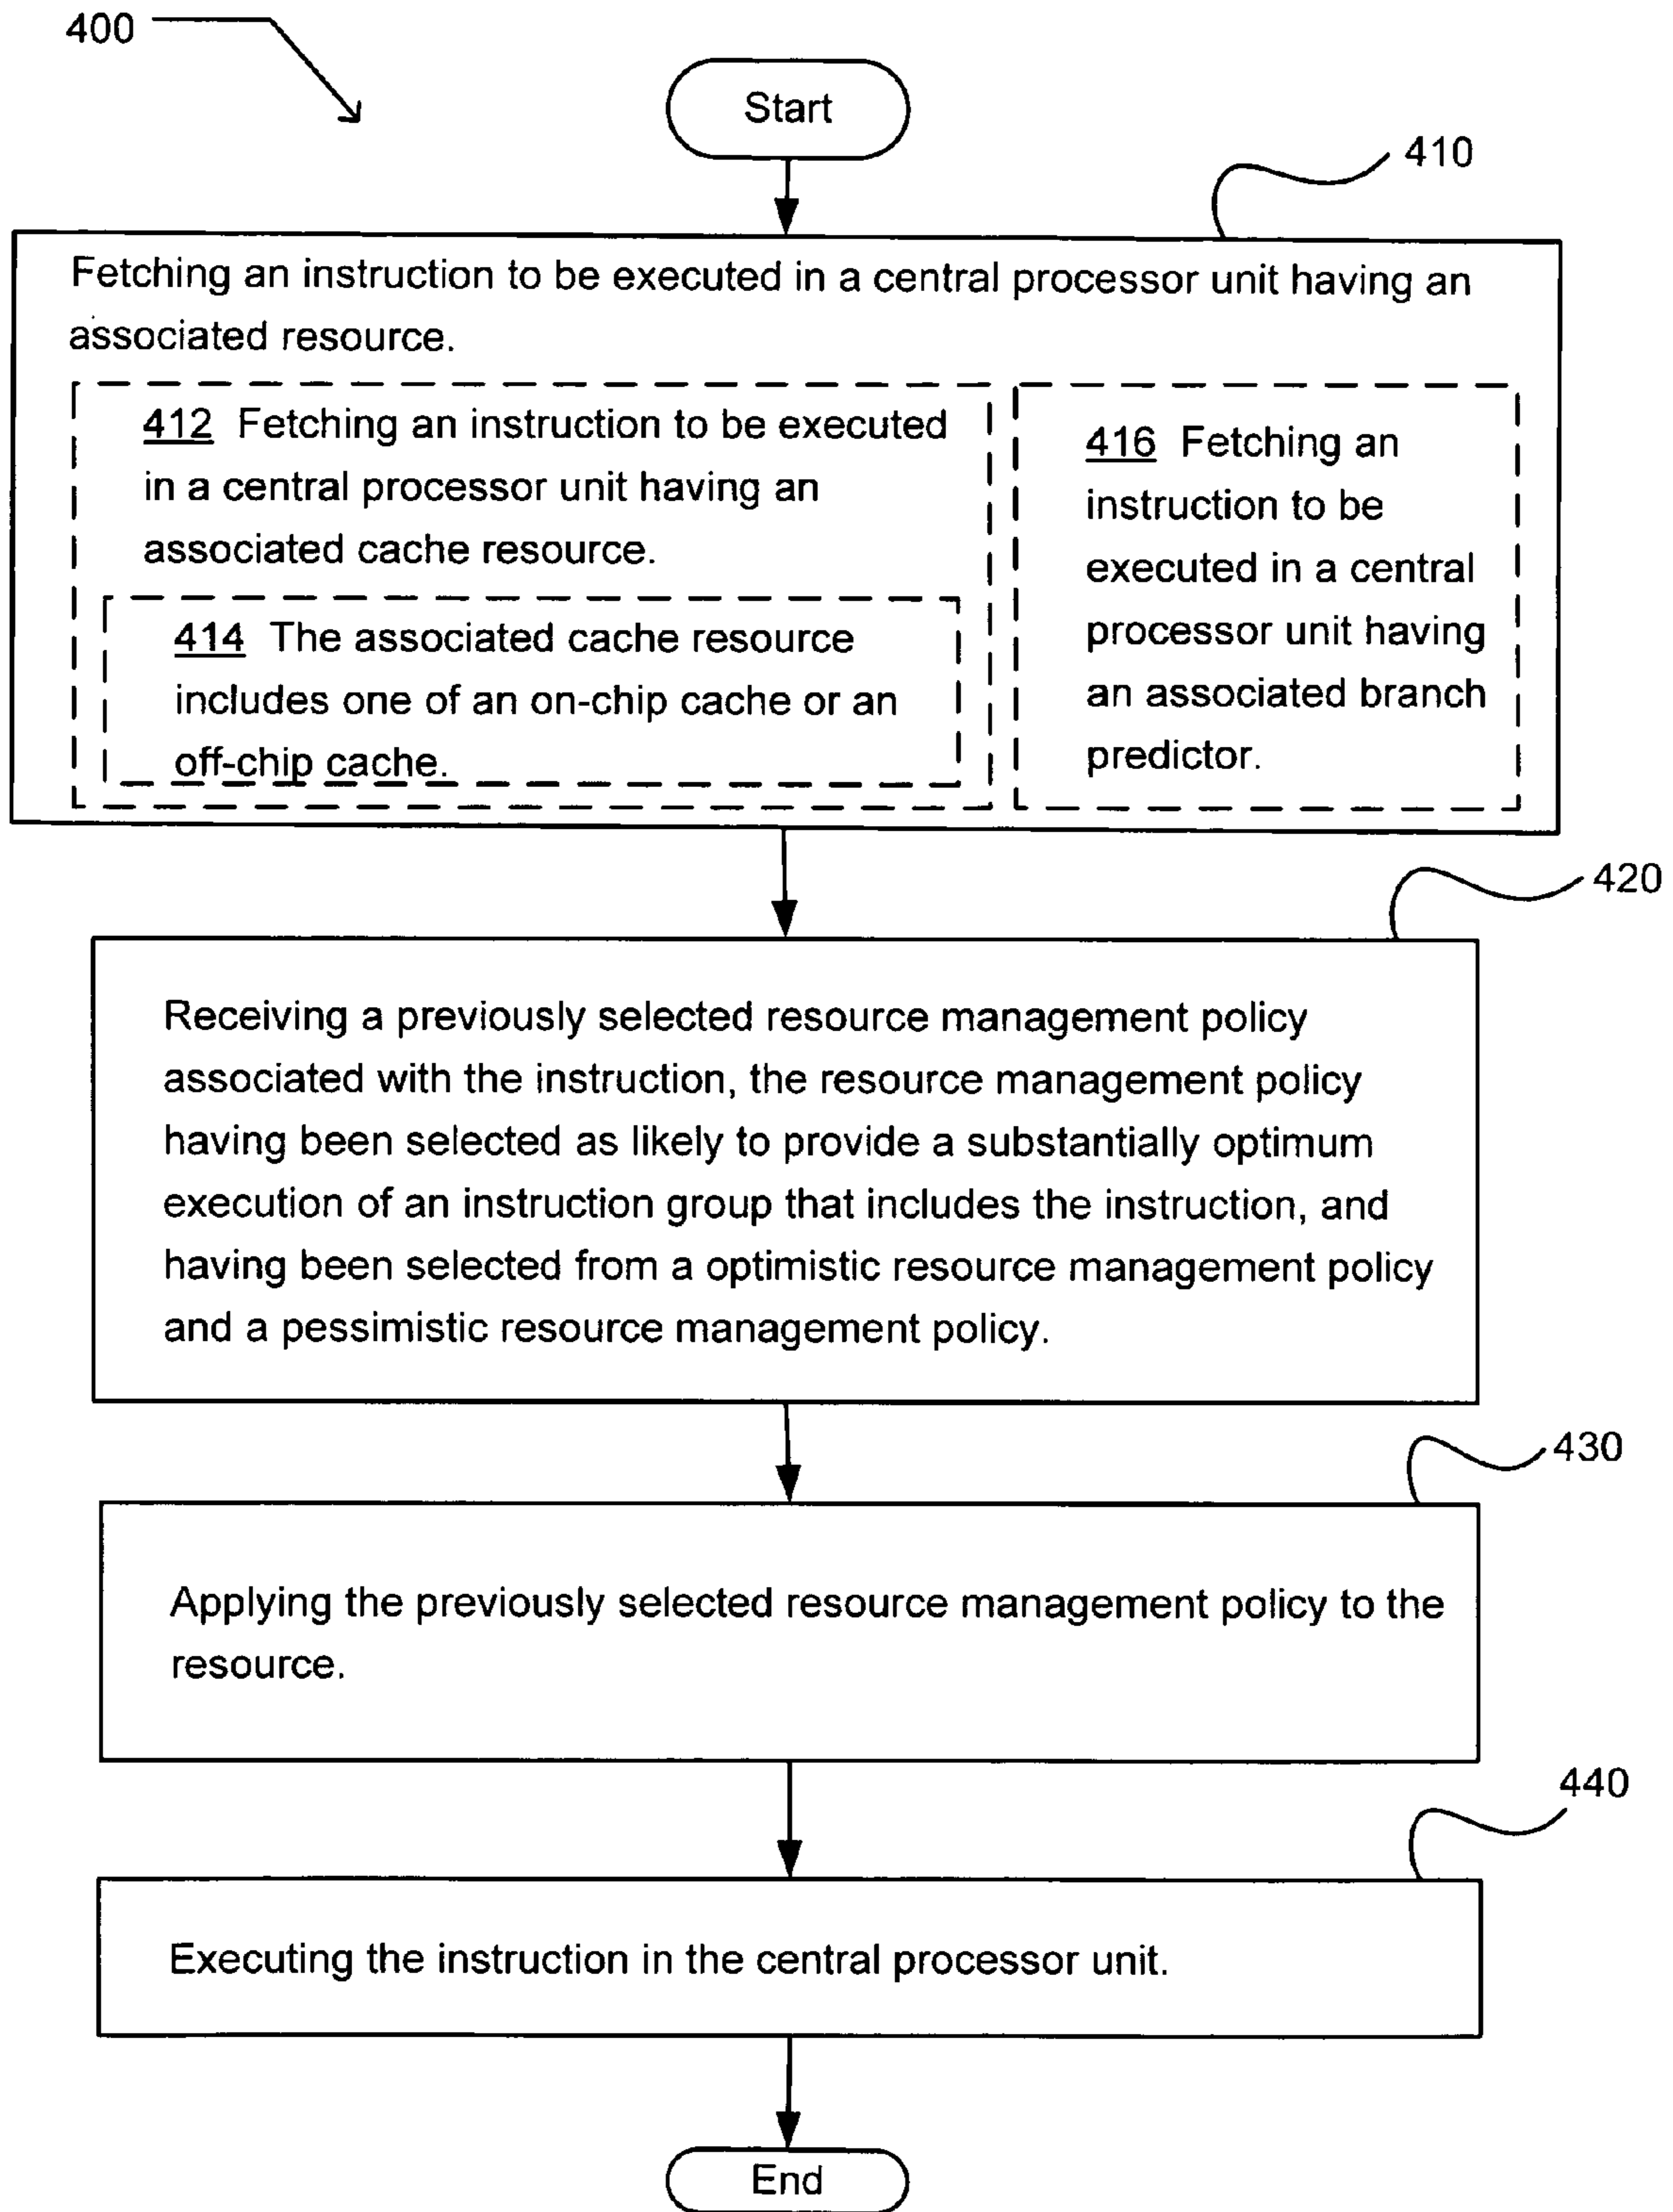 400
Start
410
Fetching an instruction to be executed in a central processor unit having an
associated resource.
412 Fetching an instruction to be executed
in a central processor unit having an
associated cache resource.
414 The associated cache resource
includes one of an on-chip cache or an
off-chip cache.
416 Fetching an
instruction to be
executed in a central
processor unit having
an associated branch
predictor.
420
Receiving a previously selected resource management policy
associated with the instruction, the resource management policy
having been selected as likely to provide a substantially optimum
execution of an instruction group that includes the instruction, and
having been selected from a optimistic resource management policy
and a pessimistic resource management policy.
430
Applying the previously selected resource management policy to the
resource.
440
Executing the instruction in the central processor unit.
End